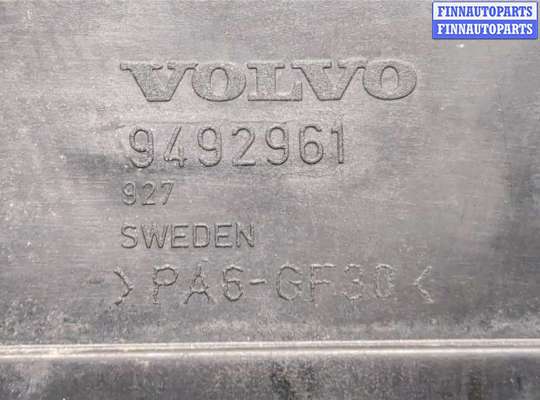 FINNAUTOPARTS
FINNAUTOPARTS
VOLVO
9492961
927
SWEDEN
>PA6-GF30<